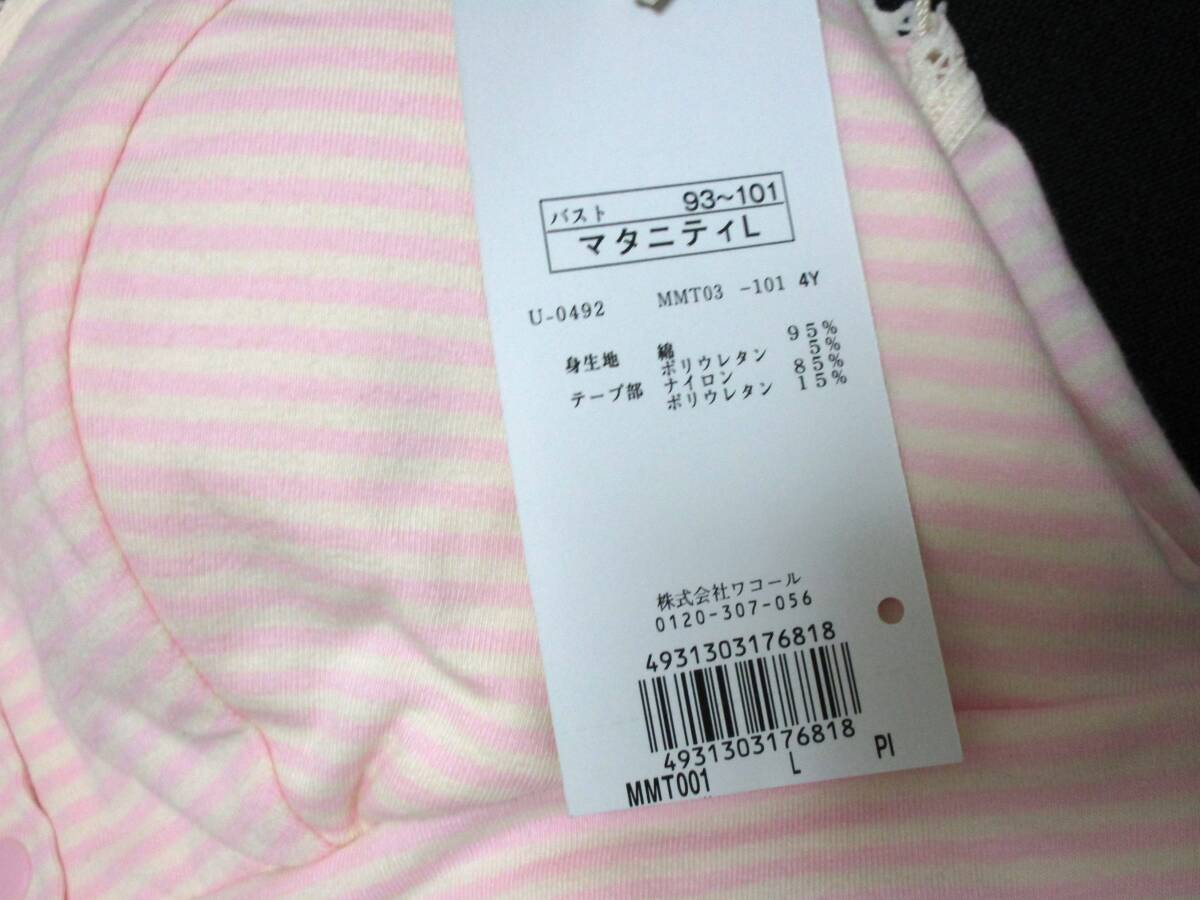 バスト 93~101
マタニティL
U-0492 MMT03 -101 4Y
身生地 綿 95%
ポリウレタン 5%
テープ部 ナイロン 85%
ポリウレタン 15%
株式会社ワコール
0120-307-056
4931303176818
4931303176818
MMT001 L PI